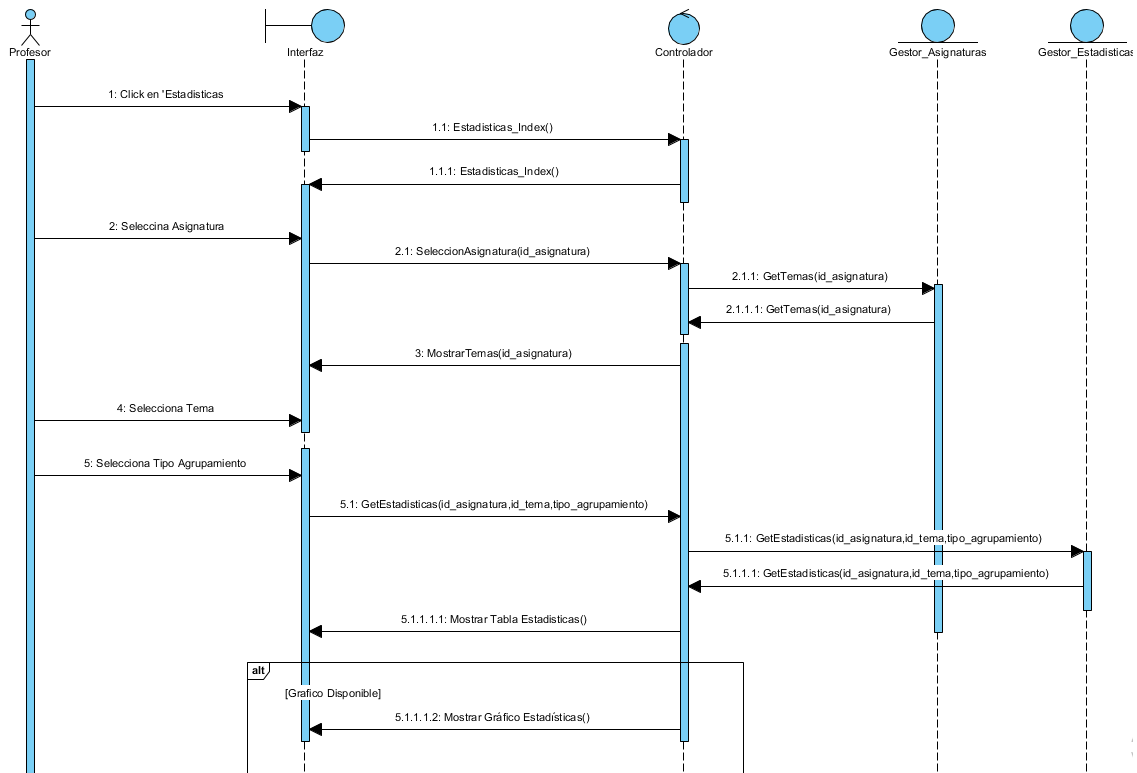 Profesor
Interfaz
Controlador
Gestor_Asignaturas
Gestor_Estadisticas
1: Click en 'Estadisticas
1.1: Estadisticas_Index()
1.1.1: Estadisticas_Index()
2: Seleccina Asignatura
2.1: SeleccionAsignatura(id_asignatura)
2.1.1: GetTemas(id_asignatura)
2.1.1.1: GetTemas(id_asignatura)
3: MostrarTemas(id_asignatura)
4: Selecciona Tema
5: Selecciona Tipo Agrupamiento
5.1: GetEstadisticas(id_asignatura,id_tema,tipo_agrupamiento)
5.1.1: GetEstadisticas(id_asignatura,id_tema,tipo_agrupamiento)
5.1.1.1: GetEstadisticas(id_asignatura,id_tema,tipo_agrupamiento)
5.1.1.1.1: Mostrar Tabla Estadisticas()
alt
[Grafico Disponible]
5.1.1.1.2: Mostrar Gráfico Estadísticas()